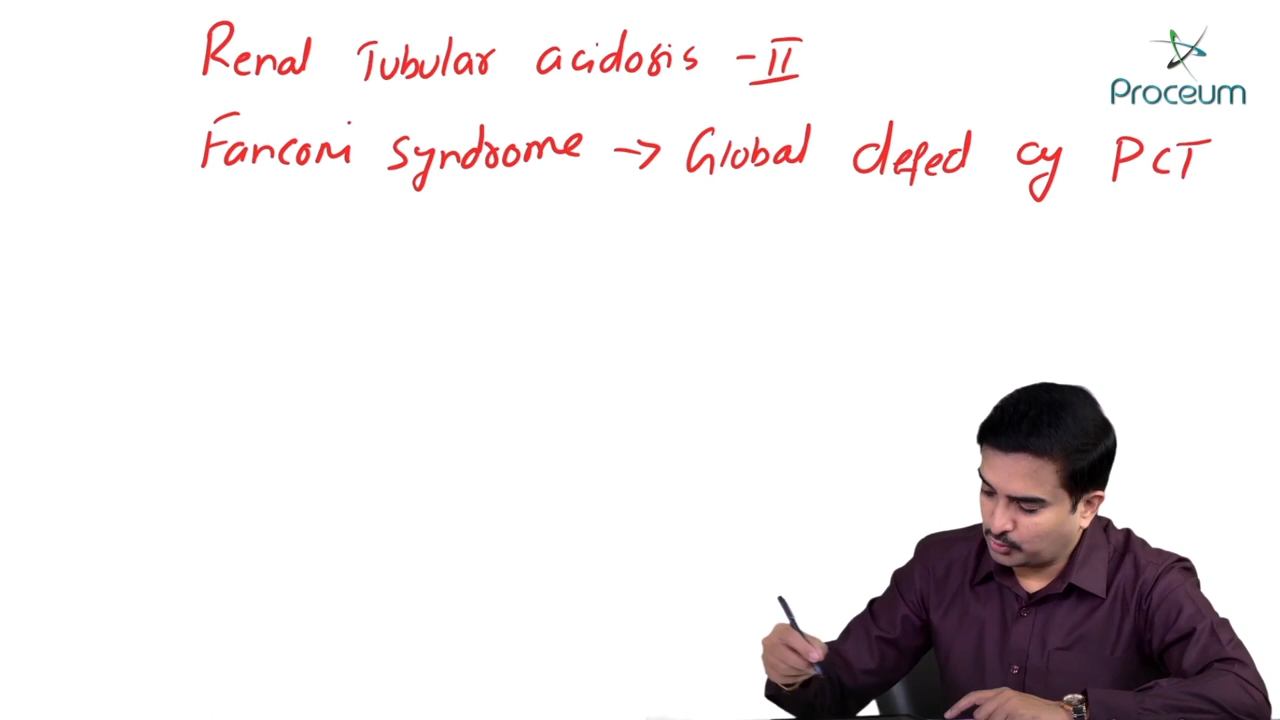 Renal Tubular acidosis - II
Proceum
Fanconi syndrome → Global defect of PCT